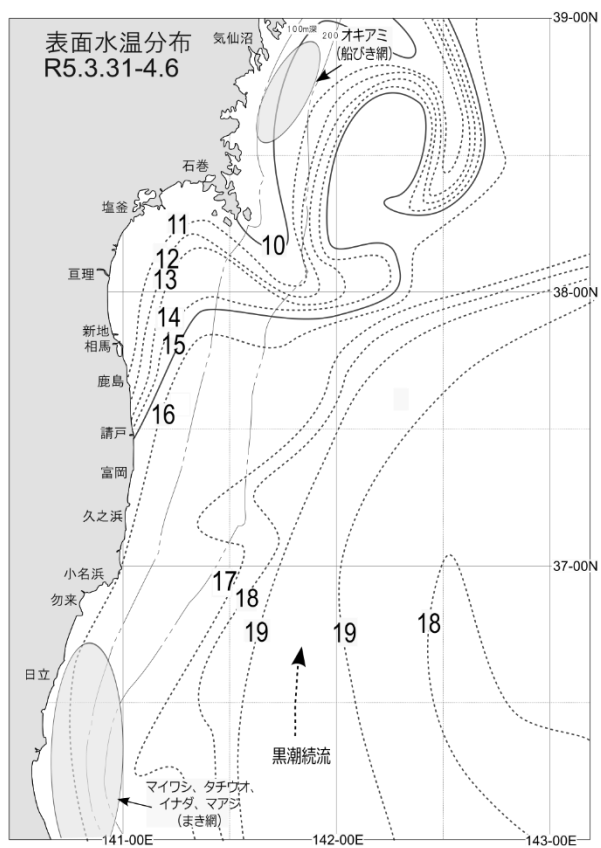 表面水温分布
R5.3.31-4.6
気仙沼
100m深
200
オキアミ
(船びき網)
39-00N
石巻
塩釜
11
10
12
亘理
13
38-00N
14
新地
15
相馬
鹿島
16
請戸
富岡
久之浜
37-00N
小名浜
17
勿来
18
19
19
18
日立
黒潮続流
マイワシ、タチウオ、
イナダ、マアジ
(まき網)
141-00E
142-00E
143-00E